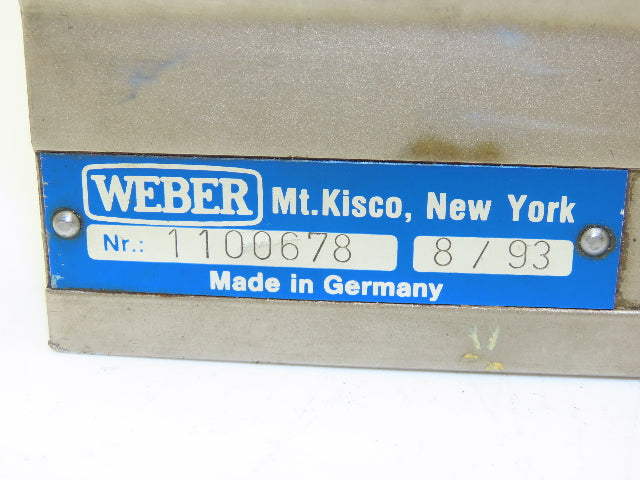 WEBER Mt.Kisco, New York
Nr.: 1100678 8/93
Made in Germany